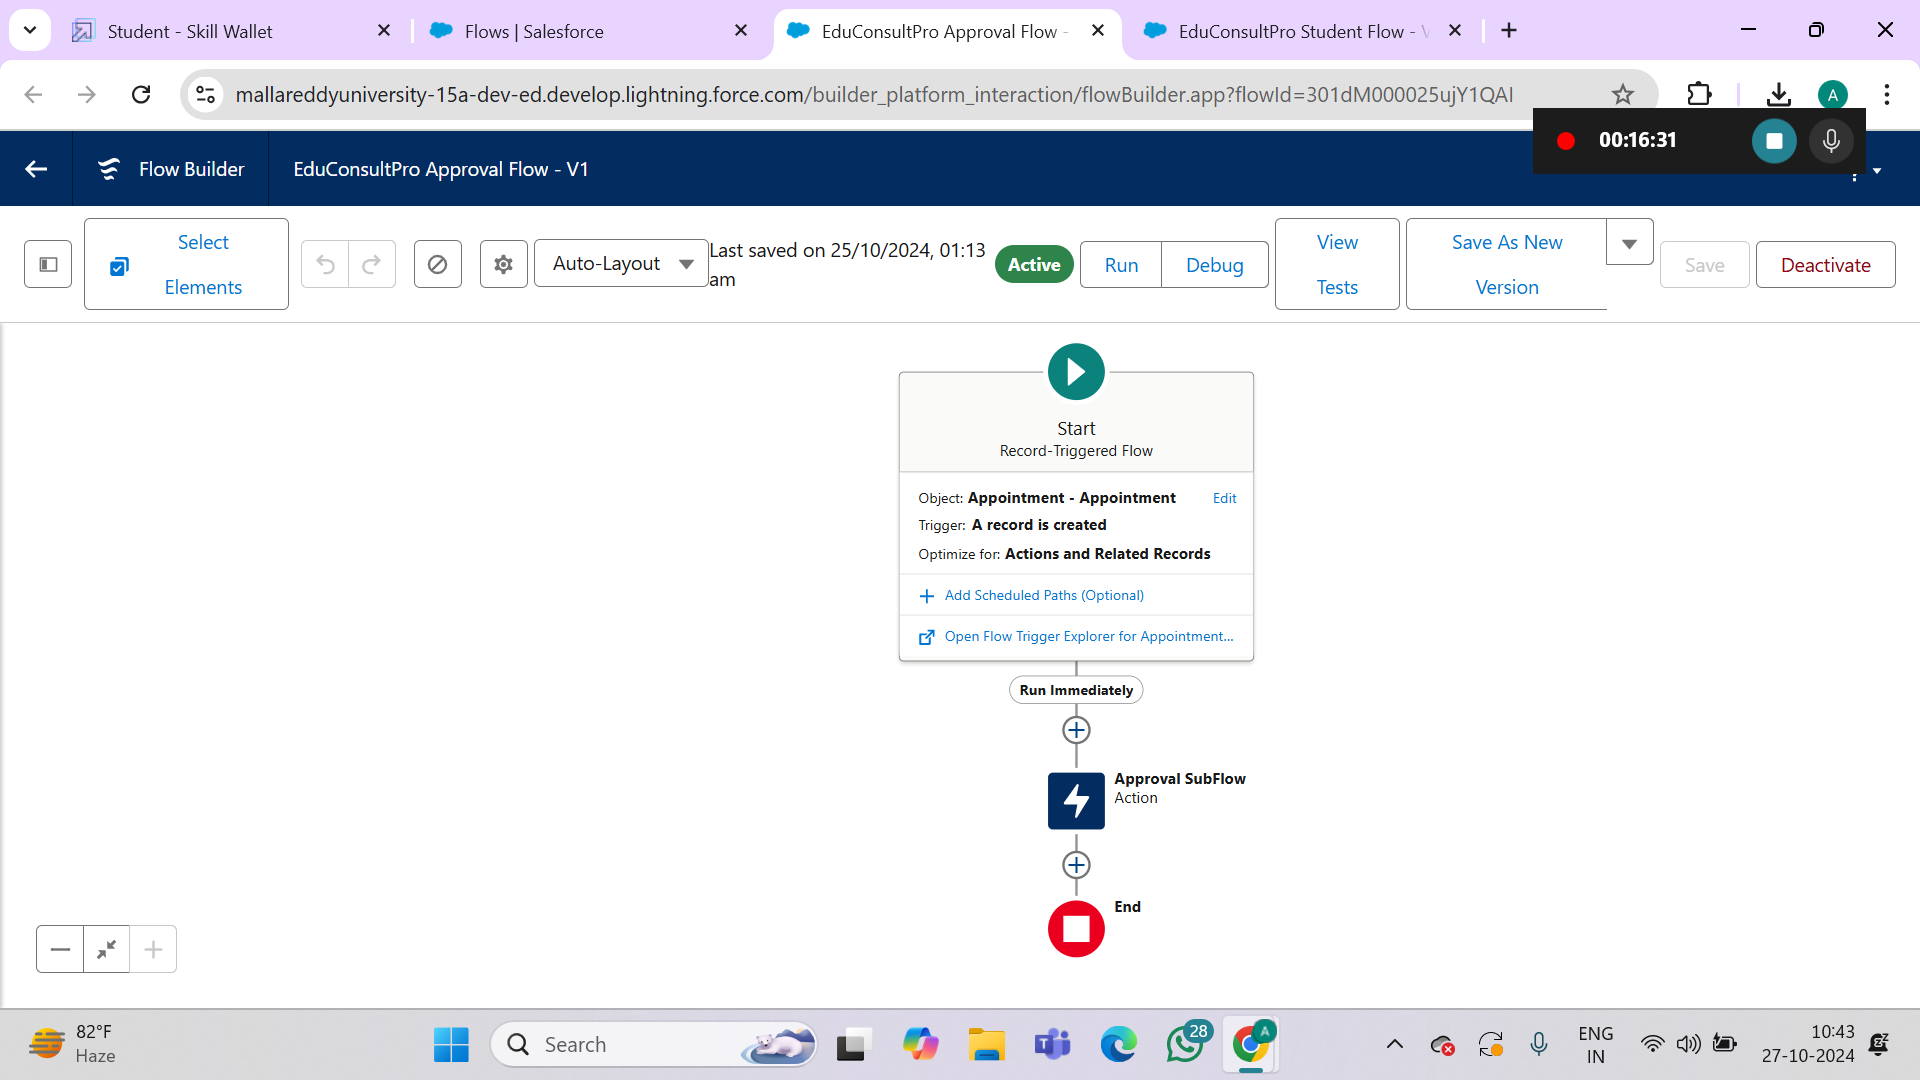 Student - Skill Wallet
Flows | Salesforce
EduConsultPro Approval Flow -
EduConsultPro Student Flow -
mallareddyuniversity-15a-dev-ed.develop.lightning.force.com/builder_platform_interaction/flowBuilder.app?flowId=301dM000025ujY1QAI
A
00:16:31
Flow Builder
EduConsultPro Approval Flow - V1
Select
Elements
Auto-Layout
Last saved on 25/10/2024, 01:13
am
Active
Run
Debug
View
Tests
Save As New
Version
Save
Deactivate
Start
Record-Triggered Flow
Object: Appointment - Appointment
Edit
Trigger: A record is created
Optimize for: Actions and Related Records
Add Scheduled Paths (Optional)
Open Flow Trigger Explorer for Appointment...
Run Immediately
Approval SubFlow
Action
End
82°F
Haze
Search
28
A
ENG
IN
10:43
27-10-2024